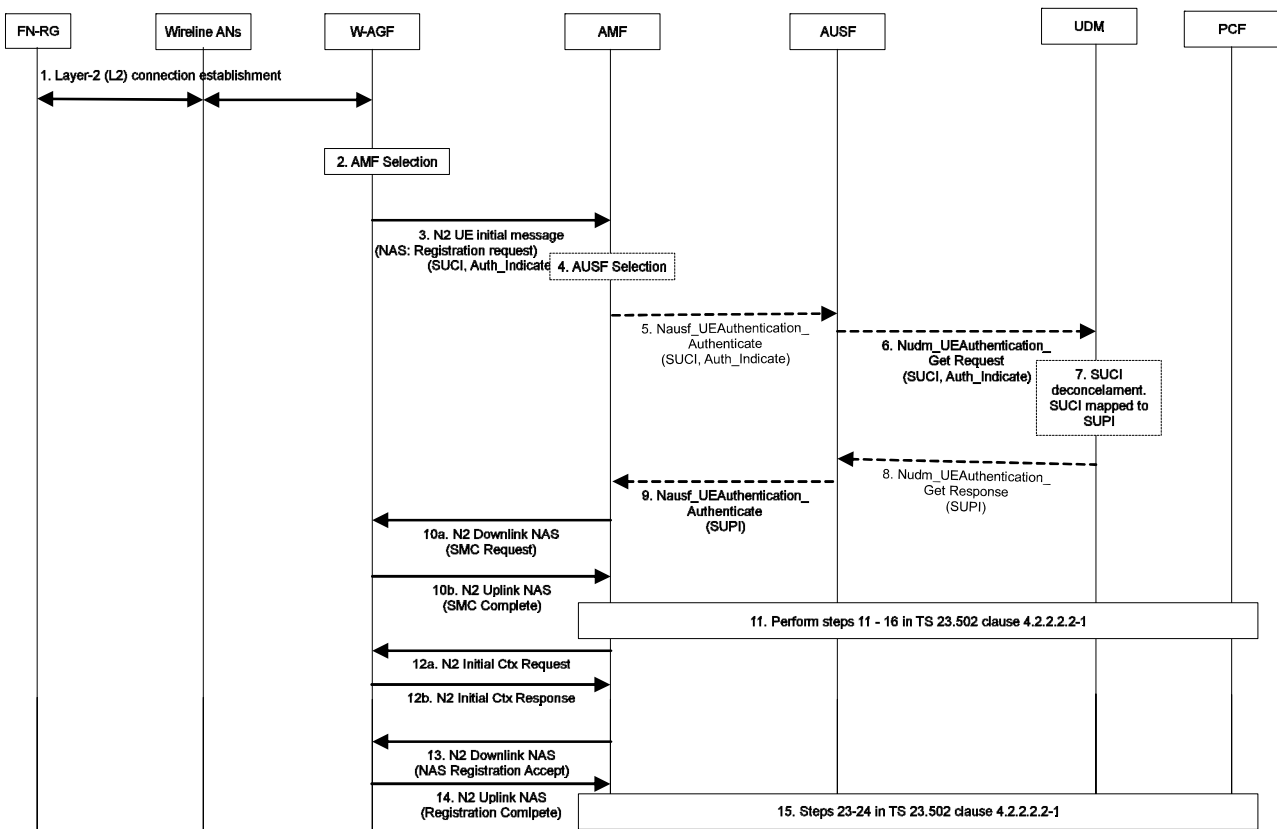 FN-RG
Wireline ANs
W-AGF
AMF
AUSF
UDM
PCF
1. Layer-2 (L2) connection establishment
2. AMF Selection
3. N2 UE initial message
(NAS: Registration request)
(SUCI, Auth_Indicate
4. AUSF Selection
5. Nausf_UEAuthentication_
Authenticate
(SUCI, Auth_Indicate)
6. Nudm_UEAuthentication_
Get Request
(SUCI, Auth_Indicate)
7. SUCI
deconcelament.
SUCI mapped to
SUPI
8. Nudm_UEAuthentication_
Get Response
(SUPI)
9. Nausf_UEAuthentication_
Authenticate
(SUPI)
10a. N2 Downlink NAS
(SMC Request)
10b. N2 Uplink NAS
(SMC Complete)
11. Perform steps 11 - 16 in TS 23.502 clause 4.2.2.2.2-1
12a. N2 Initial Ctx Request
12b. N2 Initial Ctx Response
13. N2 Downlink NAS
(NAS Registration Accept)
14. N2 Uplink NAS
(Registration Comlpete)
15. Steps 23-24 in TS 23.502 clause 4.2.2.2.2-1